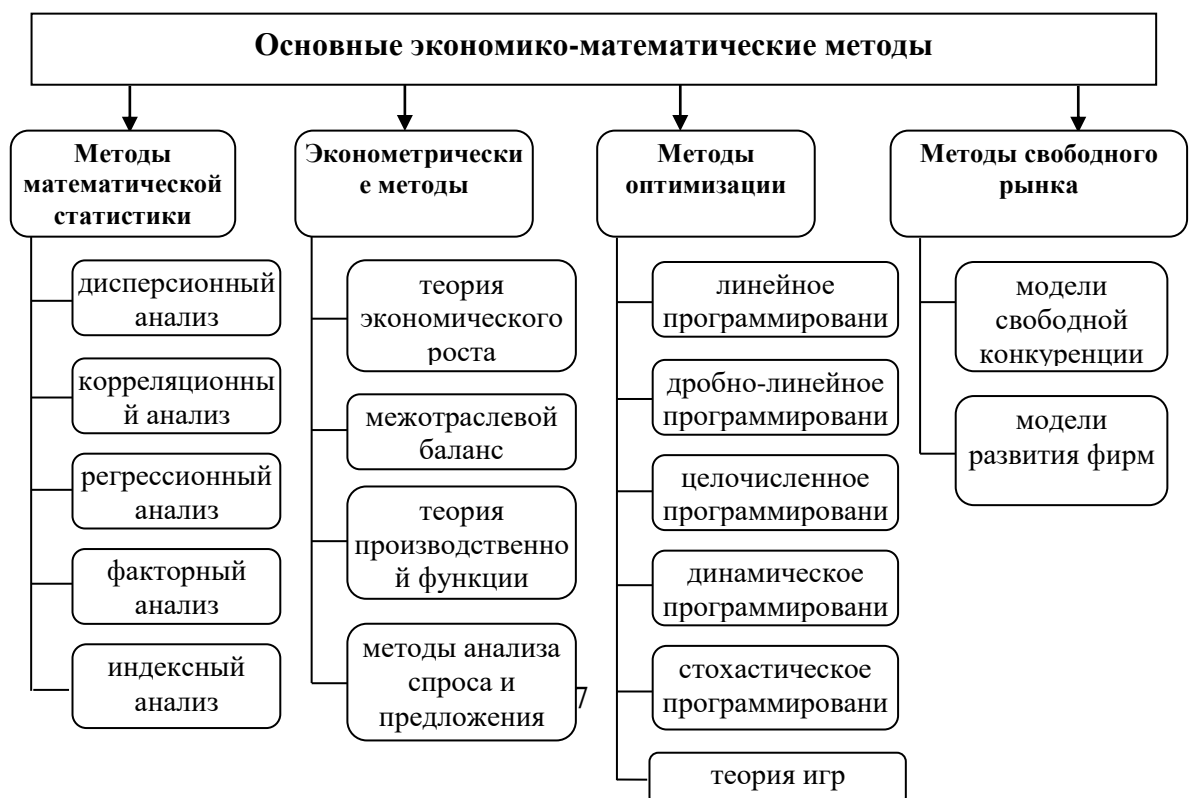 Основные экономико-математические методы
Методы
математической
статистики
дисперсионный
анализ
корреляционны
й анализ
регрессионный
анализ
факторный
анализ
индексный
анализ
Эконометрически
е методы
теория
экономического
роста
межотраслевой
баланс
теория
производственно
й функции
методы анализа
спроса и
предложения
7
Методы
оптимизации
линейное
программировани
дробно-линейное
программировани
целочисленное
программировани
динамическое
программировани
стохастическое
программировани
теория игр
Методы свободного
рынка
модели
свободной
конкуренции
модели
развития фирм